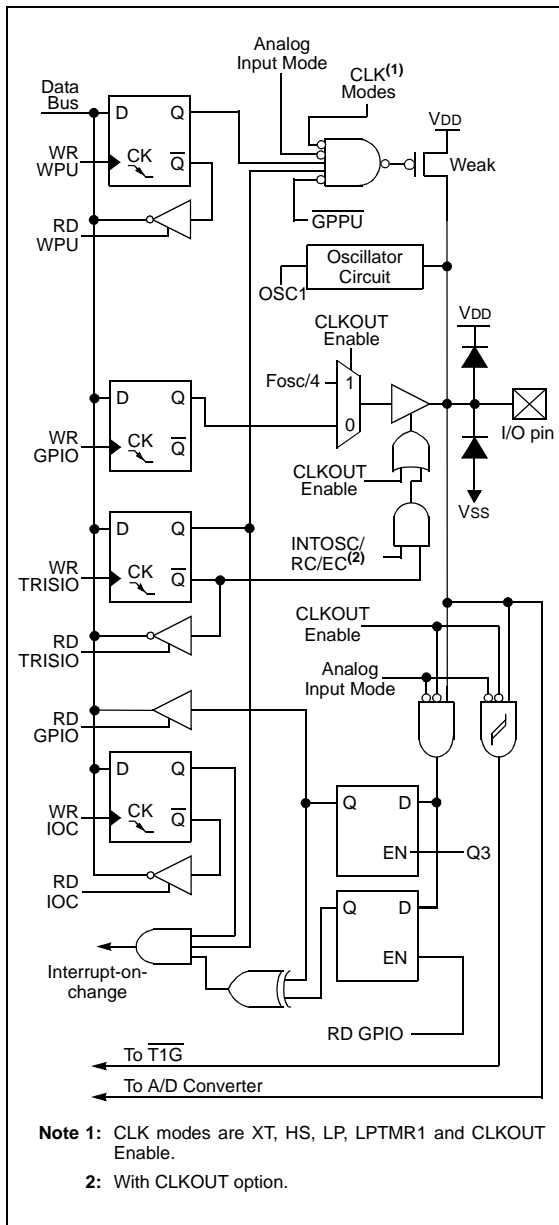 Analog
Input Mode
CLK(1)
Modes
Data
Bus
D Q
WR
WPU
CK Q
VDD
Weak
GPPU
RD
WPU
Oscillator
Circuit
OSC1
CLKOUT
Enable
VDD
Fosc/4
1
0
D Q
WR
GPIO
CK Q
I/O pin
CLKOUT
Enable
VSS
D Q
WR
TRISIO
CK Q
INTOSC/
RC/EC(2)
RD
TRISIO
CLKOUT
Enable
Analog
Input Mode
RD
GPIO
D Q
WR
IOC
CK Q
Q D
EN
Q3
RD
IOC
Q D
EN
Interrupt-on-
change
RD GPIO
To T1G
To A/D Converter
Note 1: CLK modes are XT, HS, LP, LPTMR1 and CLKOUT
Enable.
2: With CLKOUT option.